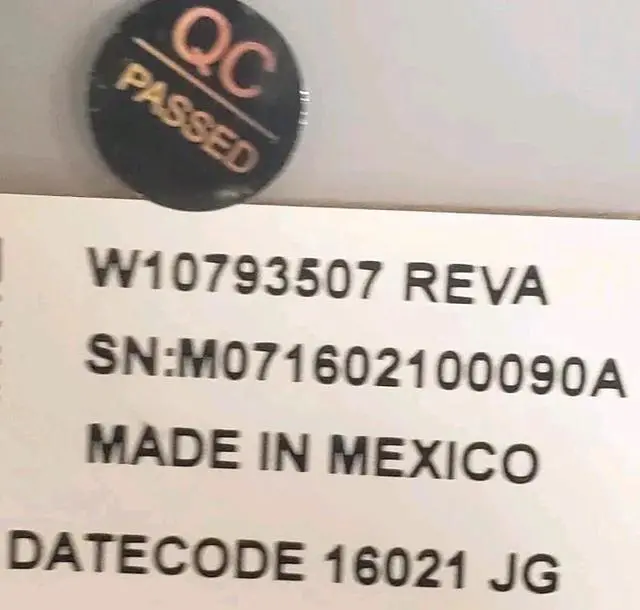 QC
PASSED
W10793507 REVA
SN:M071602100090A
MADE IN MEXICO
DATECODE 16021 JG